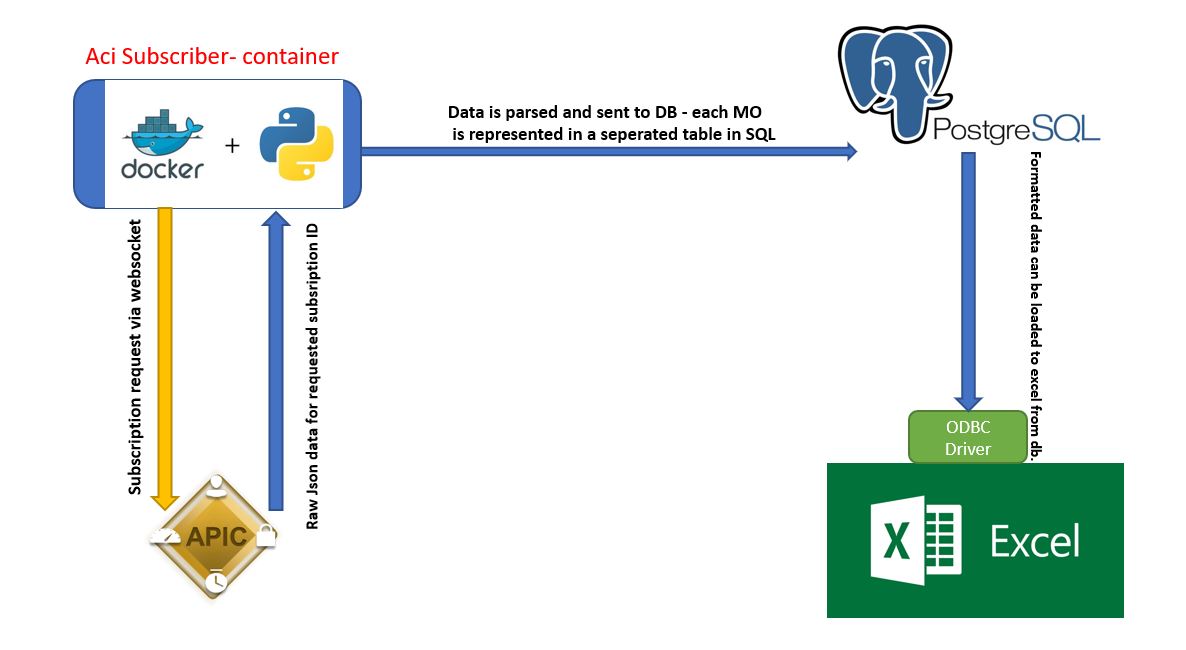 Aci Subscriber- container
docker
+
Data is parsed and sent to DB - each MO
is represented in a seperated table in SQL
PostgreSQL
Subscription request via websocket
Raw Json data for requested subsription ID
Formatted data can be loaded to excel from db.
APIC
ODBC
Driver
X
Excel